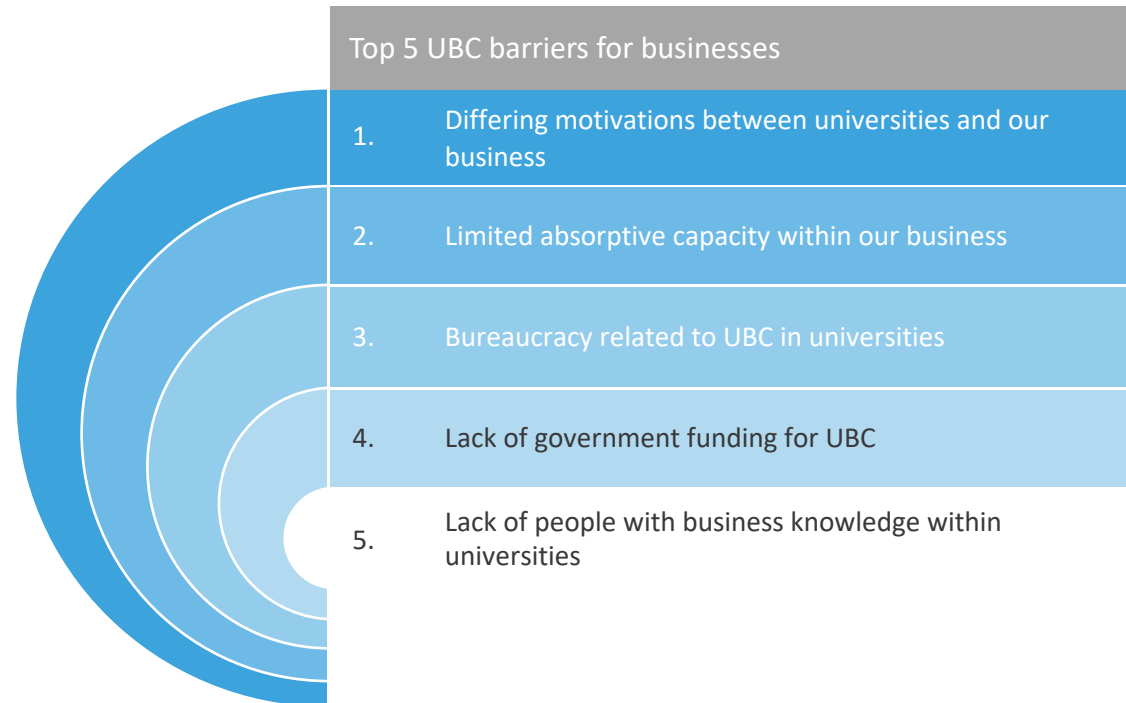 Top 5 UBC barriers for businesses
1. Differing motivations between universities and our
business
2. Limited absorptive capacity within our business
3. Bureaucracy related to UBC in universities
4. Lack of government funding for UBC
5. Lack of people with business knowledge within
universities